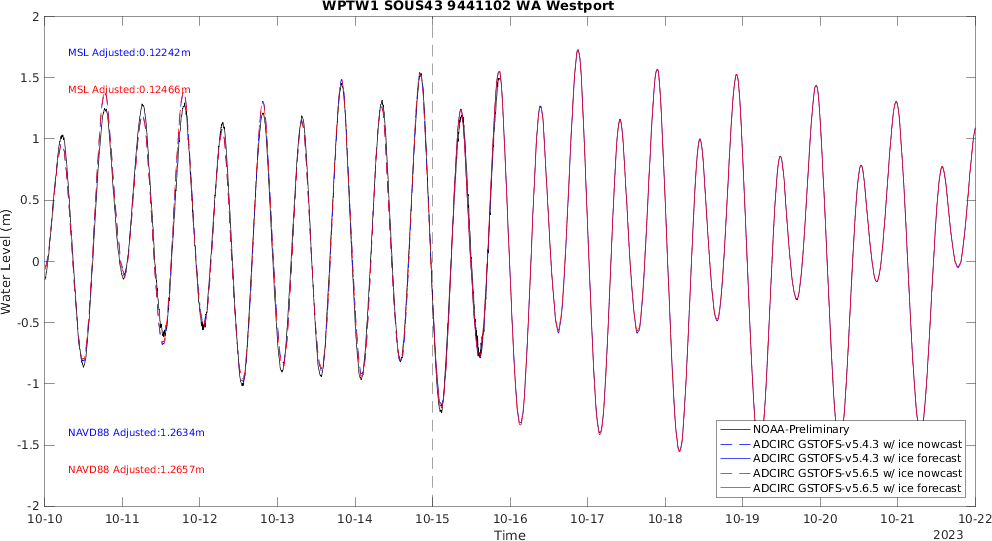 WPTW1 SOUS43 9441102 WA Westport
2
1.5
1
0.5
0
-0.5
-1
-1.5
-2
Water Level (m)
MSL Adjusted:0.12242m
MSL Adjusted:0.12466m
NAVD88 Adjusted:1.2634m
NAVD88 Adjusted:1.2657m
NOAA-Preliminary
ADCIRC GSTOFS-v5.4.3 w/ ice nowcast
ADCIRC GSTOFS-v5.4.3 w/ ice forecast
ADCIRC GSTOFS-v5.6.5 w/ ice nowcast
ADCIRC GSTOFS-v5.6.5 w/ ice forecast
10-10 10-11 10-12 10-13 10-14 10-15 10-16 10-17 10-18 10-19 10-20 10-21 10-22
Time
2023